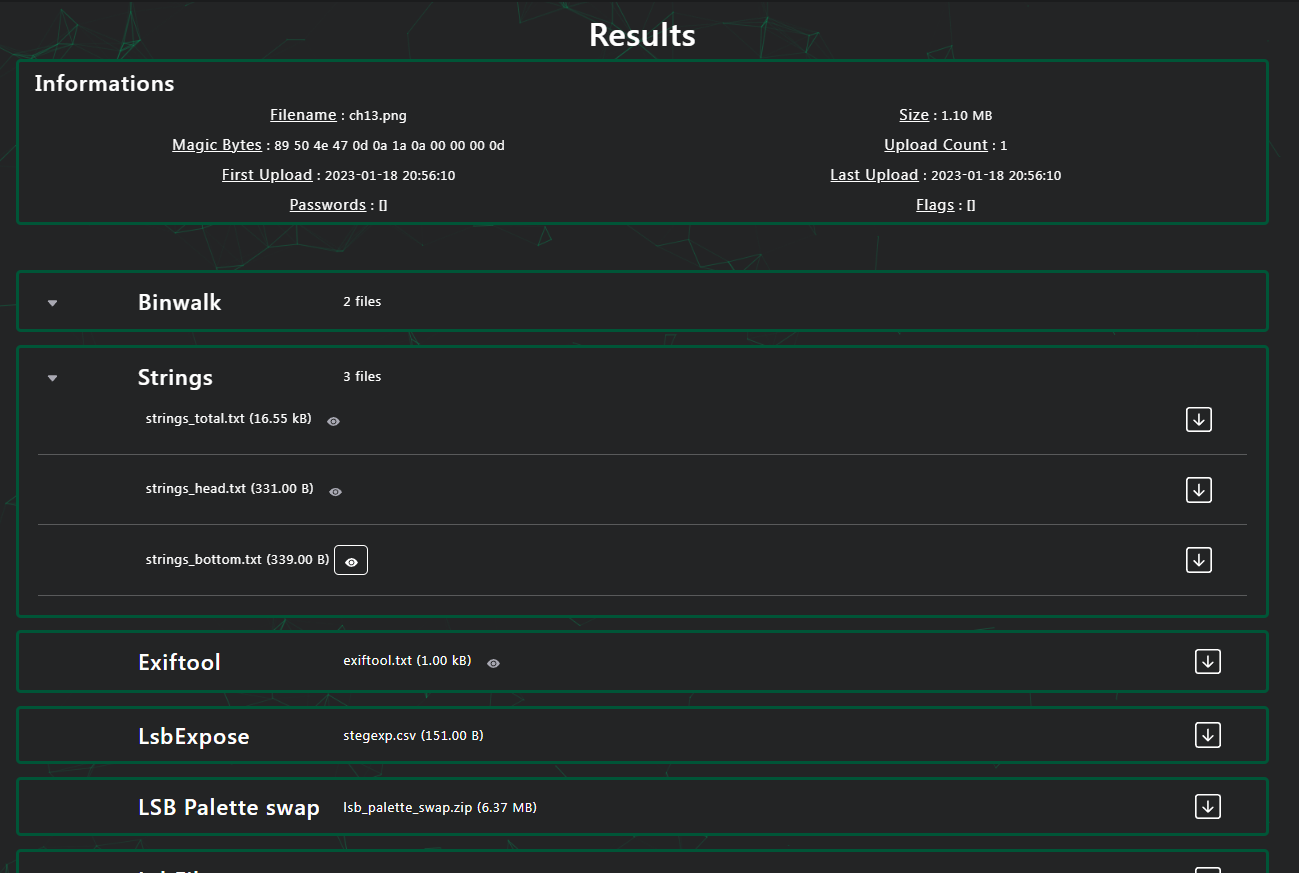 Results
Informations
Filename : ch13.png
Size : 1.10 MB
Magic Bytes : 89 50 4e 47 0d 0a 1a 0a 00 00 00 0d
Upload Count : 1
First Upload : 2023-01-18 20:56:10
Last Upload : 2023-01-18 20:56:10
Passwords : []
Flags : []
Binwalk 2 files
Strings 3 files
strings_total.txt (16.55 kB)
strings_head.txt (331.00 B)
strings_bottom.txt (339.00 B)
Exiftool exiftool.txt (1.00 kB)
LsbExpose stegexp.csv (151.00 B)
LSB Palette swap lsb_palette_swap.zip (6.37 MB)